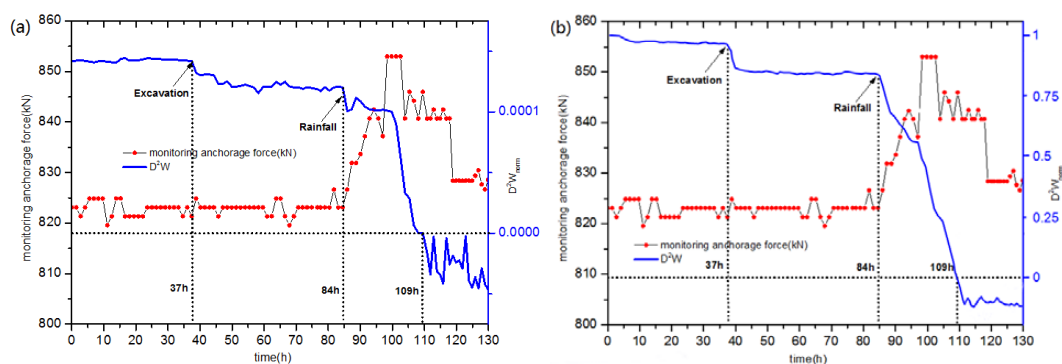 (a)
860
850
840
830
820
810
800
monitoring anchorage force(kN)
0 10 20 30 40 50 60 70 80 90 100 110 120 130
time(h)
0.0001
0.0000
D²W norm
Excavation
Rainfall
monitoring anchorage force(kN)
D²W
37h
84h
109h
(b)
860
850
840
830
820
810
800
monitoring anchorage force(kN)
0 10 20 30 40 50 60 70 80 90 100 110 120 130
time(h)
1
0.75
0.5
0.25
0
D²W norm
Excavation
Rainfall
monitoring anchorage force(kN)
D²W
37h
84h
109h